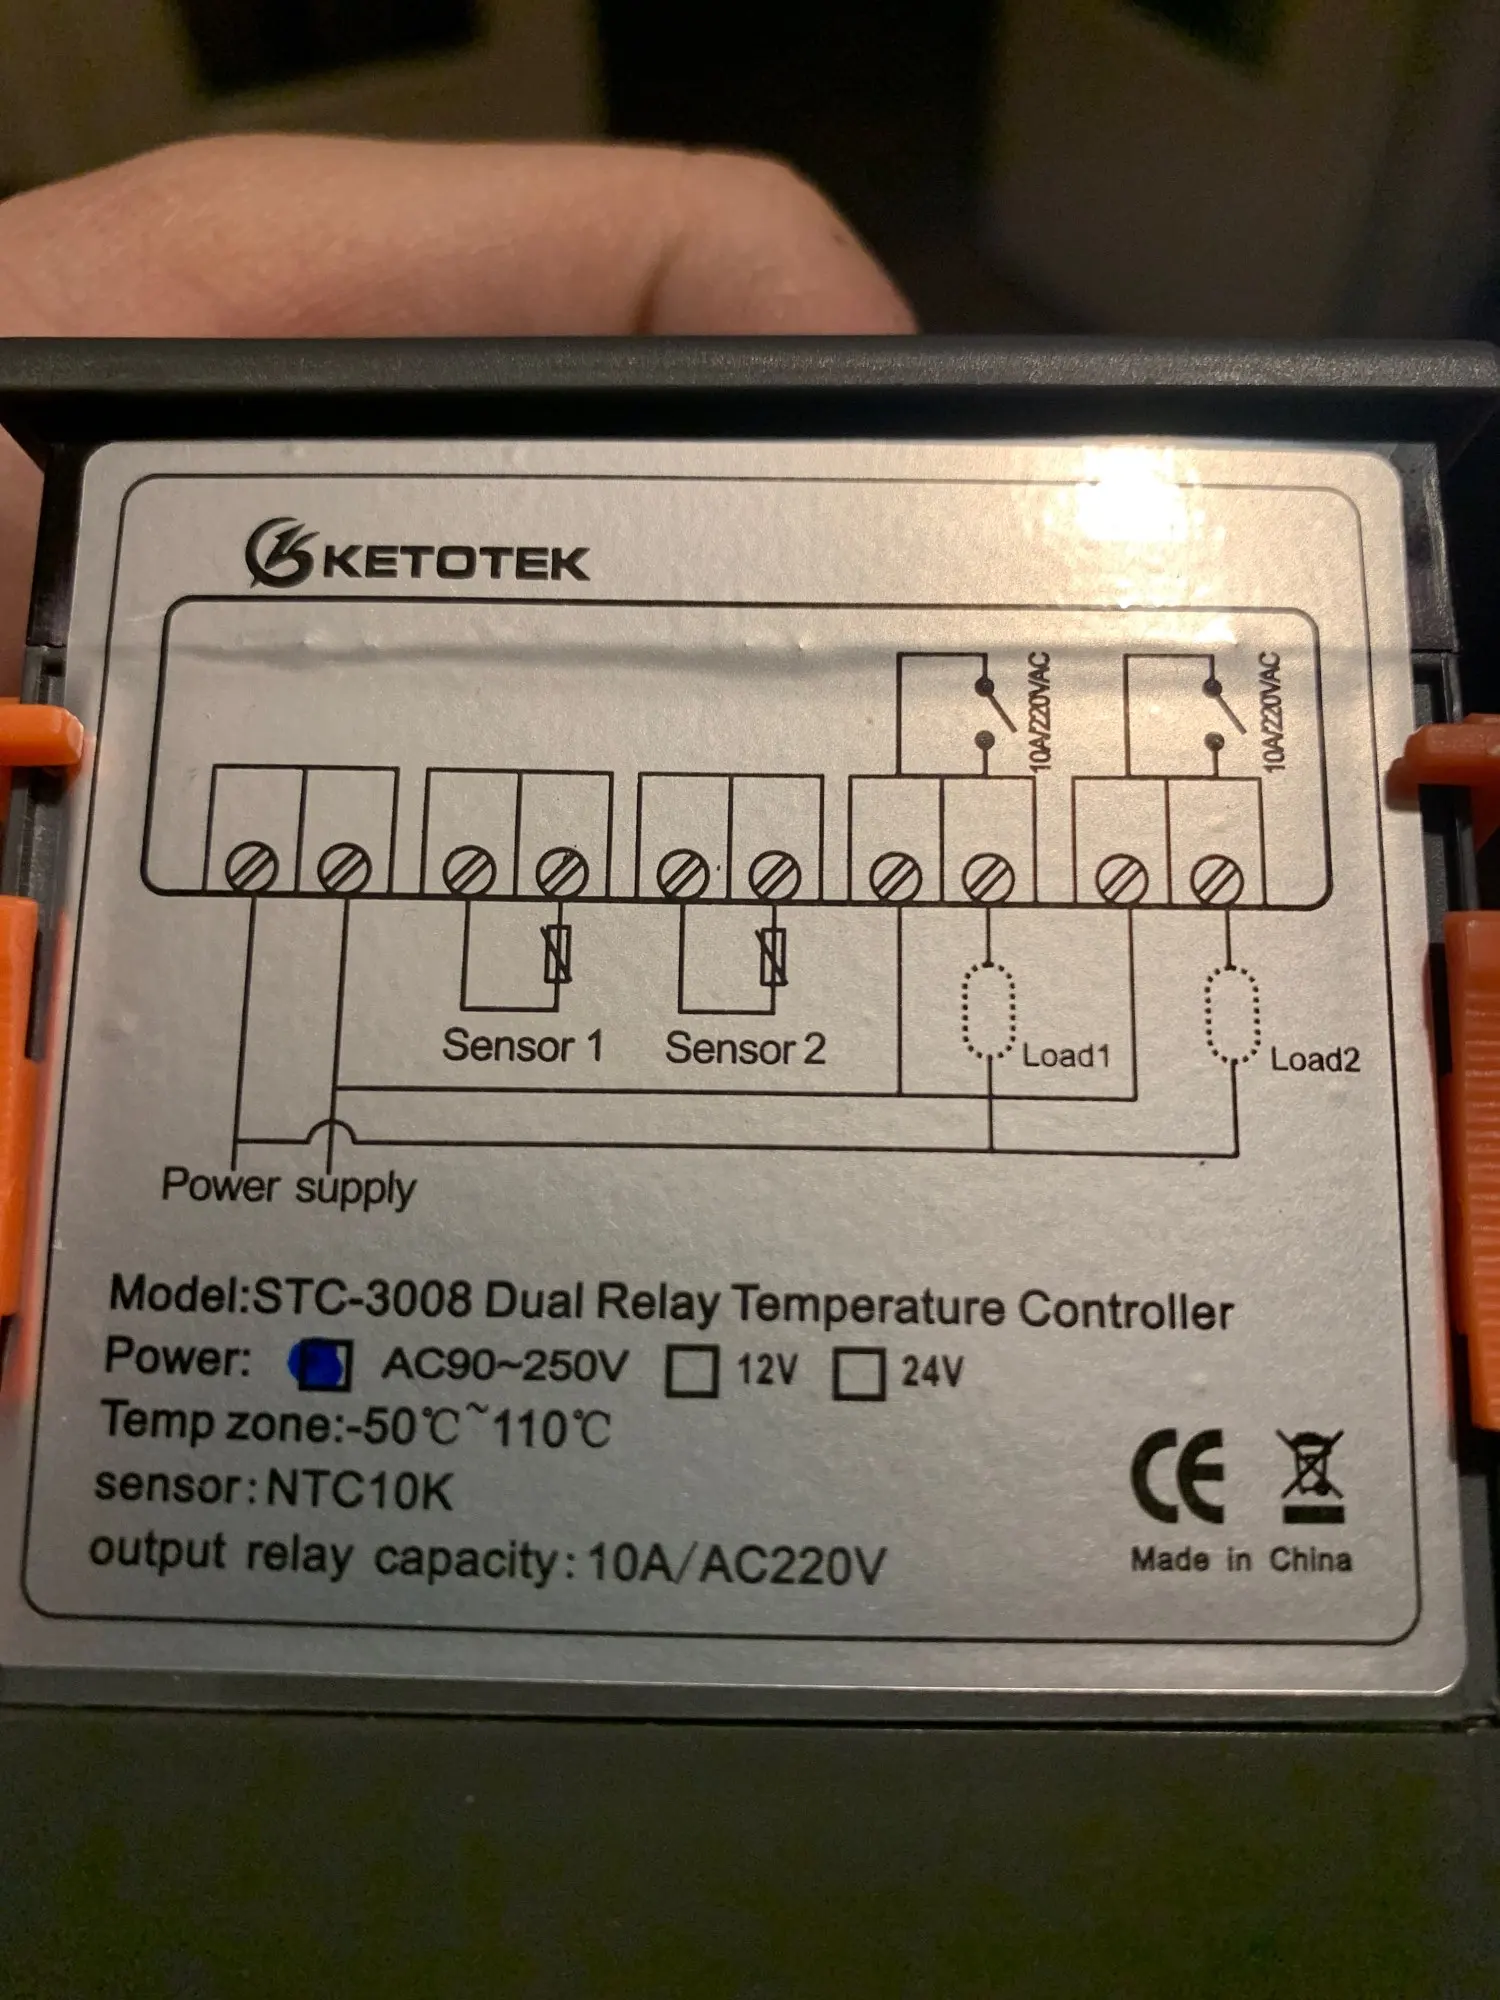 KETOTEK
10A/220VAC
10A/220VAC
Sensor 1
Sensor 2
Load1
Load2
Power supply
Model:STC-3008 Dual Relay Temperature Controller
Power: AC90~250V 12V 24V
Temp zone:-50℃~110℃
sensor:NTC10K
output relay capacity:10A/AC220V
CE
Made in China